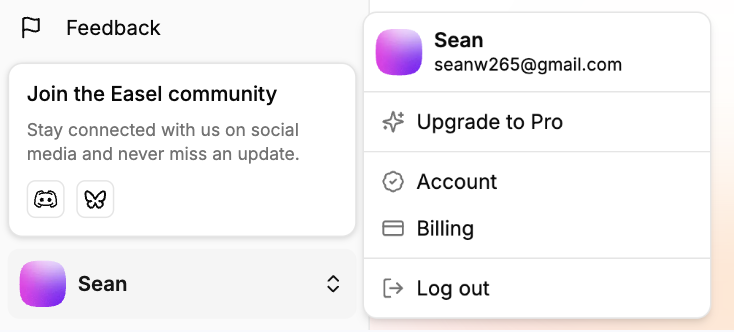 Feedback
Join the Easel community
Stay connected with us on social
media and never miss an update.
Sean
Sean
seanw265@gmail.com
Upgrade to Pro
Account
Billing
Log out